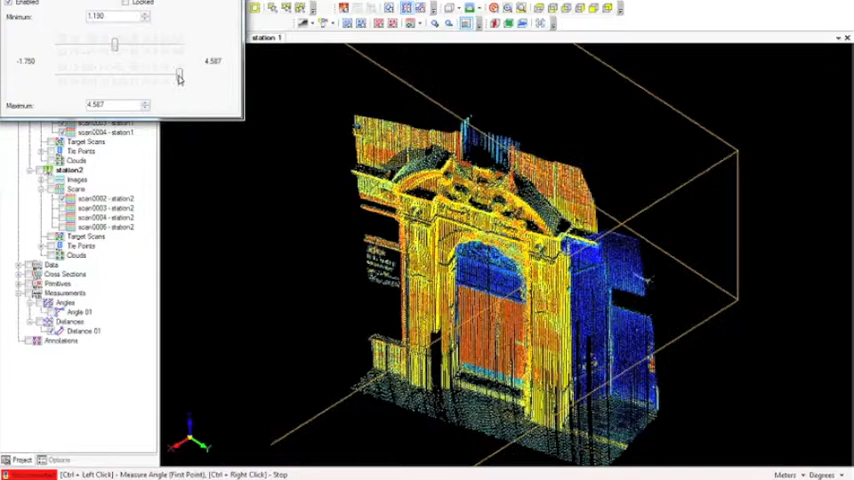 Enabled
Locked
Minimum: 1.190
-1.750
4.587
Maximum: 4.587
station 1
scan0004 - station1
Target Scans
Tie Points
Clouds
station2
Images
Scans
scan0002 - station2
scan0003 - station2
scan0004 - station2
scan0006 - station2
Target Scans
Tie Points
Clouds
Data
Cross Sections
Primitives
Measurements
Angles
Angle 01
Distances
Distance 01
Annotations
Project
Options
[Ctrl + Left Click] - Measure Angle (First Point), [Ctrl + Right Click] - Stop
Meters
Degrees